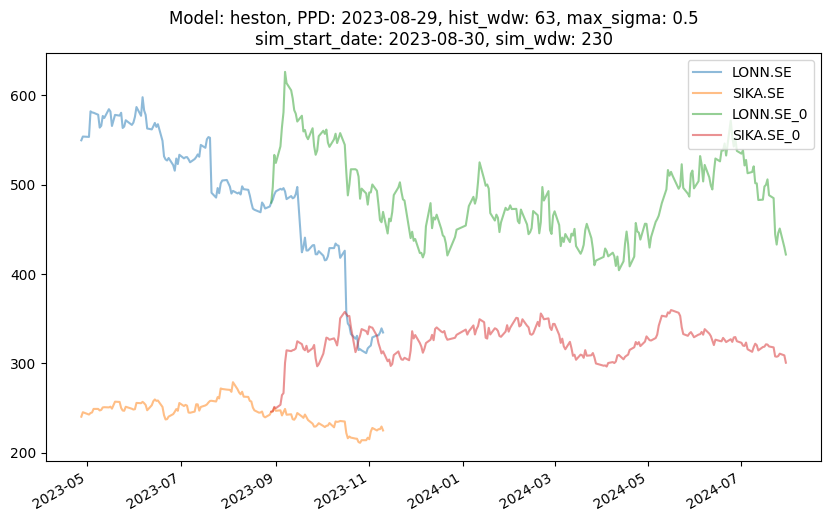 Model: heston, PPD: 2023-08-29, hist_wdw: 63, max_sigma: 0.5
sim_start_date: 2023-08-30, sim_wdw: 230
LONN.SE
SIKA.SE
LONN.SE_0
SIKA.SE_0
600
500
400
300
200
2023-05
2023-07
2023-09
2023-11
2024-01
2024-03
2024-05
2024-07